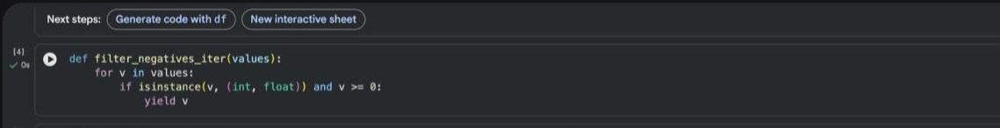 Next steps: Generate code with df New interactive sheet
[4]
0s
def filter_negatives_iter(values):
    for v in values:
        if isinstance(v, (int, float)) and v >= 0:
            yield v